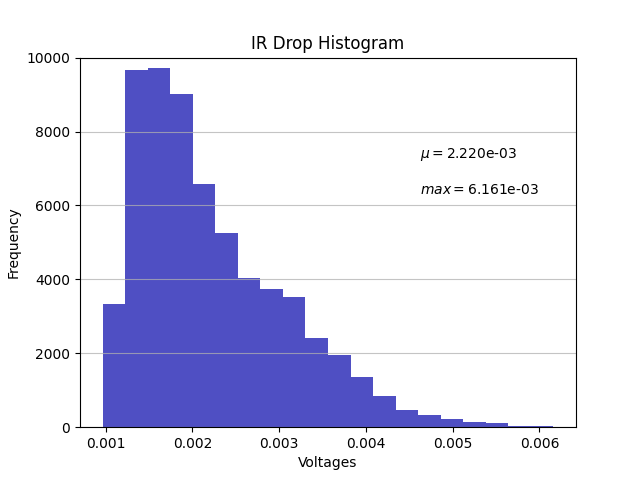 IR Drop Histogram
10000
8000
6000
4000
2000
0
Frequency
μ = 2.220e-03
max = 6.161e-03
0.001 0.002 0.003 0.004 0.005 0.006
Voltages